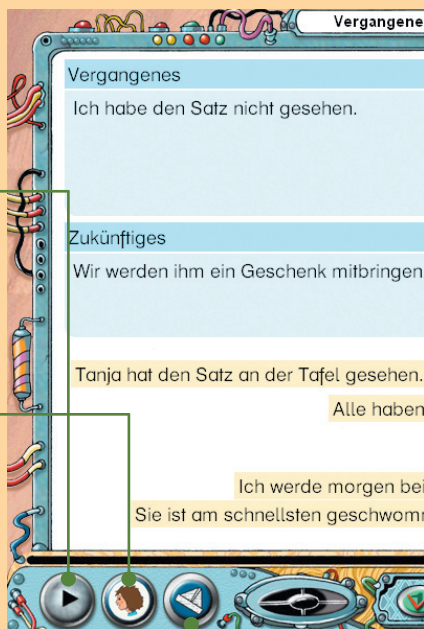 Vergangene
Vergangenes
Ich habe den Satz nicht gesehen.
Zukünftiges
Wir werden ihm ein Geschenk mitbringen
Tanja hat den Satz an der Tafel gesehen.
Alle haben
Ich werde morgen bei
Sie ist am schnellsten geschwom